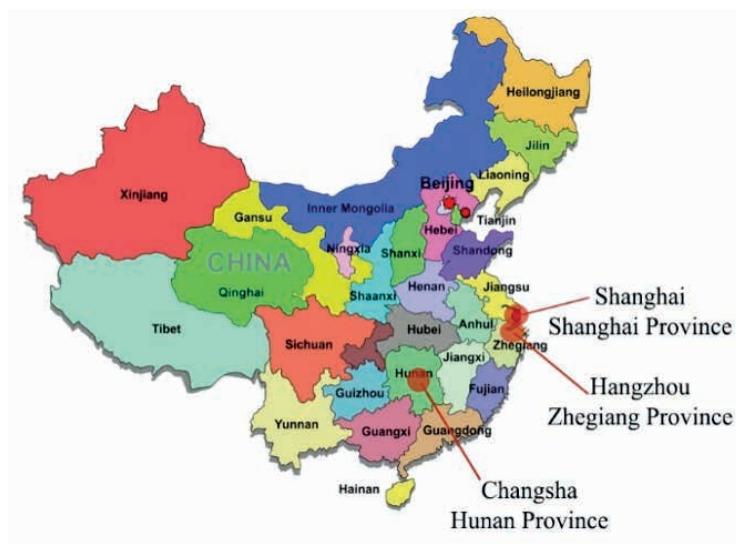 Heilongjiang
Jilin
Liaoning
Xinjiang
Beijing
Inner Mongolia
Gansu
Tianjin
Hebei
Ningxia
Shanxi
Shandong
CHINA
Qinghai
Shaanxi
Henan
Jiangsu
Shanghai
Shanghai Province
Tibet
Anhui
Hubei
Sichuan
Zhegiang
Jiangxi
Hunan
Guizhou
Fujian
Hangzhou
Zhegiang Province
Yunnan
Guangxi
Guangdong
Hainan
Changsha
Hunan Province